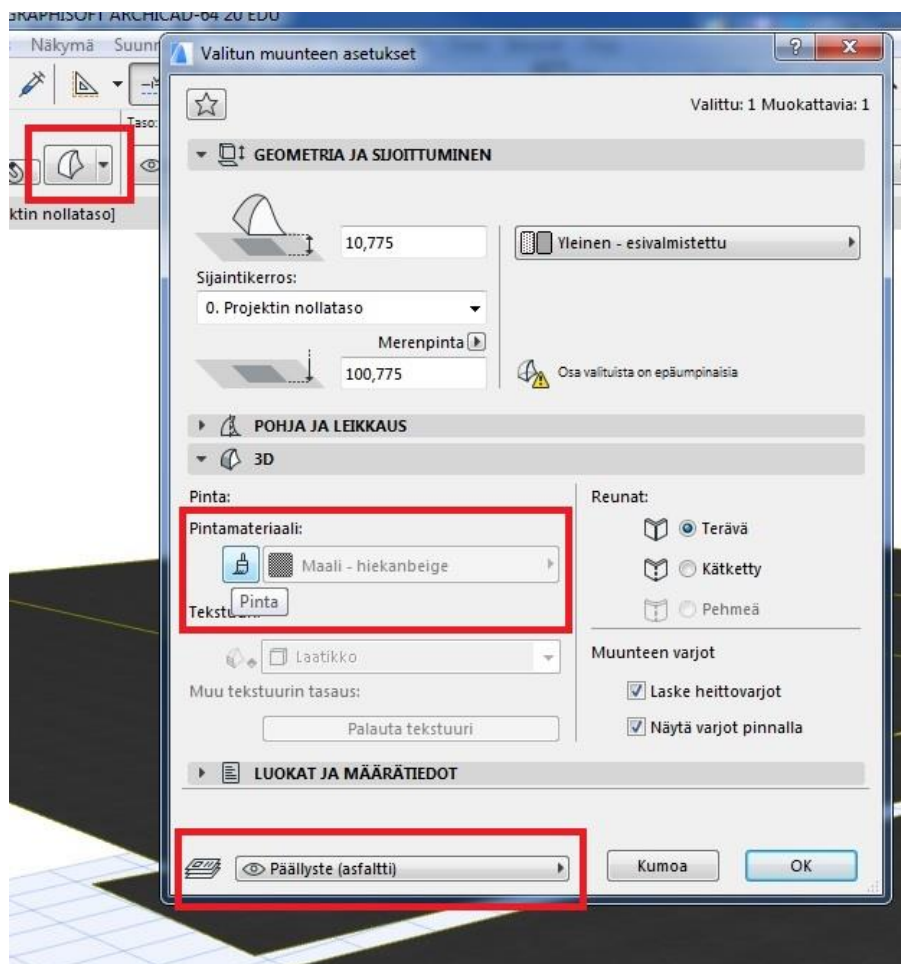 GRAPHISOFT ARCHICAD-64 20 EDU
Näkymä Suunn
Valitun muunteen asetukset
Taso:
Valittu: 1 Muokattavia: 1
GEOMETRIA JA SIJOITTUMINEN
ktin nollataso]
10,775
Yleinen - esivalmistettu
Sijaintikerros:
0. Projektin nollataso
Merenpinta
100,775
Osa valituista on epäumpinaisia
POHJA JA LEIKKAUS
3D
Pinta:
Reunat:
Pintamateriaali:
Terävä
Maali - hiekanbeige
Kätketty
Pinta
Pehmeä
Laatikko
Muunteen varjot
Muu tekstuurin tasaus:
Laske heittovarjot
Palauta tekstuuri
Näytä varjot pinnalla
LUOKAT JA MÄÄRÄTIEDOT
Päällyste (asfaltti)
Kumoa
OK